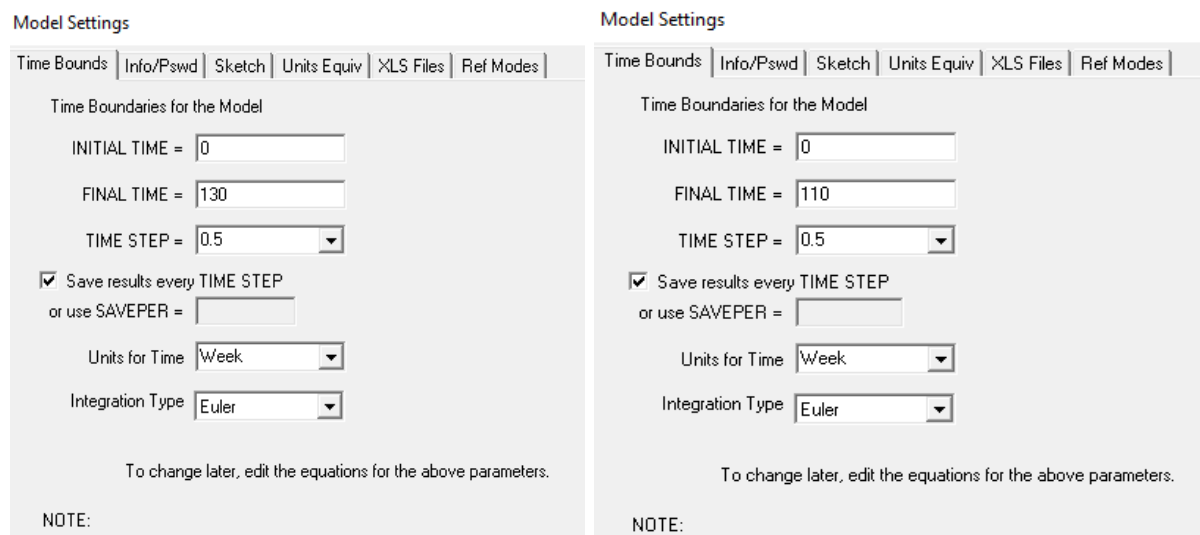 Model Settings
Time Bounds Info/Pswd Sketch Units Equiv XLS Files Ref Modes
Time Boundaries for the Model
INITIAL TIME = 0
FINAL TIME = 130
TIME STEP = 0.5
Save results every TIME STEP
or use SAVEPER =
Units for Time Week
Integration Type Euler
To change later, edit the equations for the above parameters.
NOTE:
Model Settings
Time Bounds Info/Pswd Sketch Units Equiv XLS Files Ref Modes
Time Boundaries for the Model
INITIAL TIME = 0
FINAL TIME = 110
TIME STEP = 0.5
Save results every TIME STEP
or use SAVEPER =
Units for Time Week
Integration Type Euler
To change later, edit the equations for the above parameters.
NOTE: